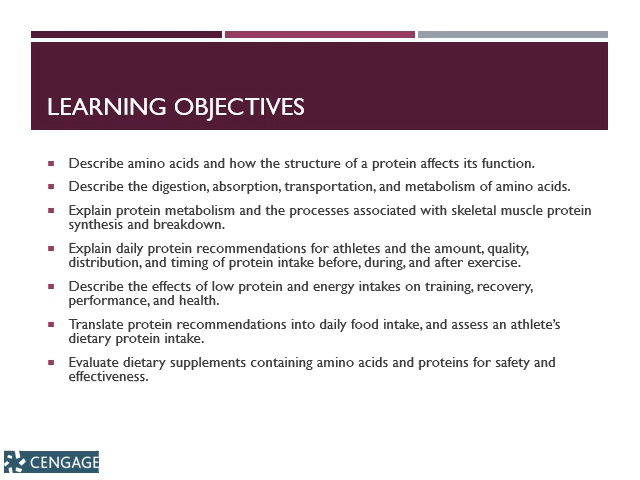 LEARNING OBJECTIVES
Describe amino acids and how the structure of a protein affects its function.
Describe the digestion, absorption, transportation, and metabolism of amino acids.
Explain protein metabolism and the processes associated with skeletal muscle protein
synthesis and breakdown.
Explain daily protein recommendations for athletes and the amount, quality,
distribution, and timing of protein intake before, during, and after exercise.
Describe the effects of low protein and energy intakes on training, recovery,
performance, and health.
Translate protein recommendations into daily food intake, and assess an athlete's
dietary protein intake.
Evaluate dietary supplements containing amino acids and proteins for safety and
effectiveness.
CENGAGE